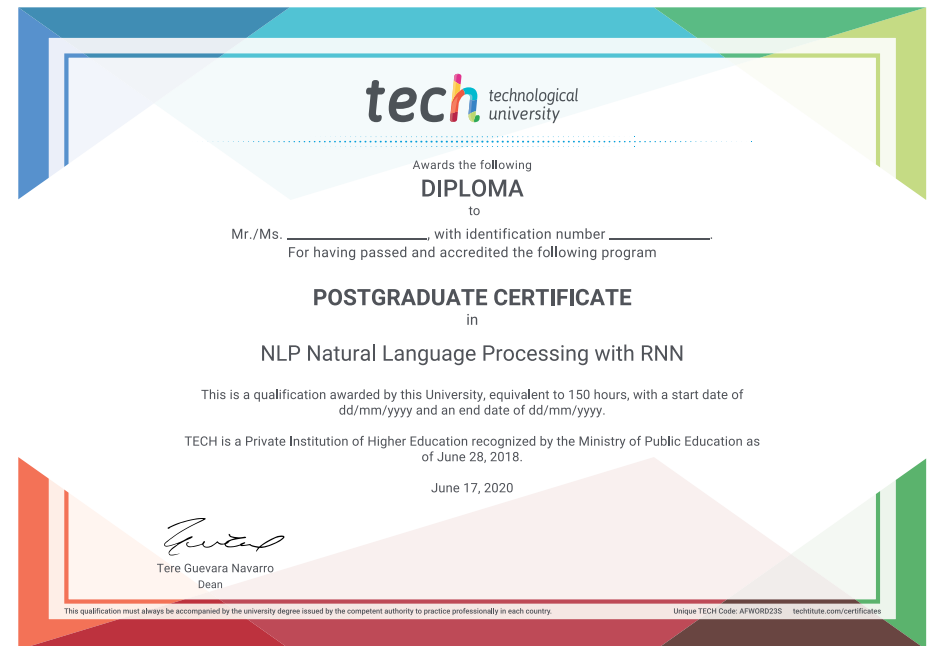 tech technological
university
Awards the following
DIPLOMA
to
Mr./Ms. ____________________, with identification number ______________.
For having passed and accredited the following program
POSTGRADUATE CERTIFICATE
in
NLP Natural Language Processing with RNN
This is a qualification awarded by this University, equivalent to 150 hours, with a start date of
dd/mm/yyyy and an end date of dd/mm/yyyy.
TECH is a Private Institution of Higher Education recognized by the Ministry of Public Education as
of June 28, 2018.
June 17, 2020
Tere Guevara Navarro
Dean
This qualification must always be accompanied by the university degree issued by the competent authority to practice professionally in each country.
Unique TECH Code: AFWORD23S techtitute.com/certificates